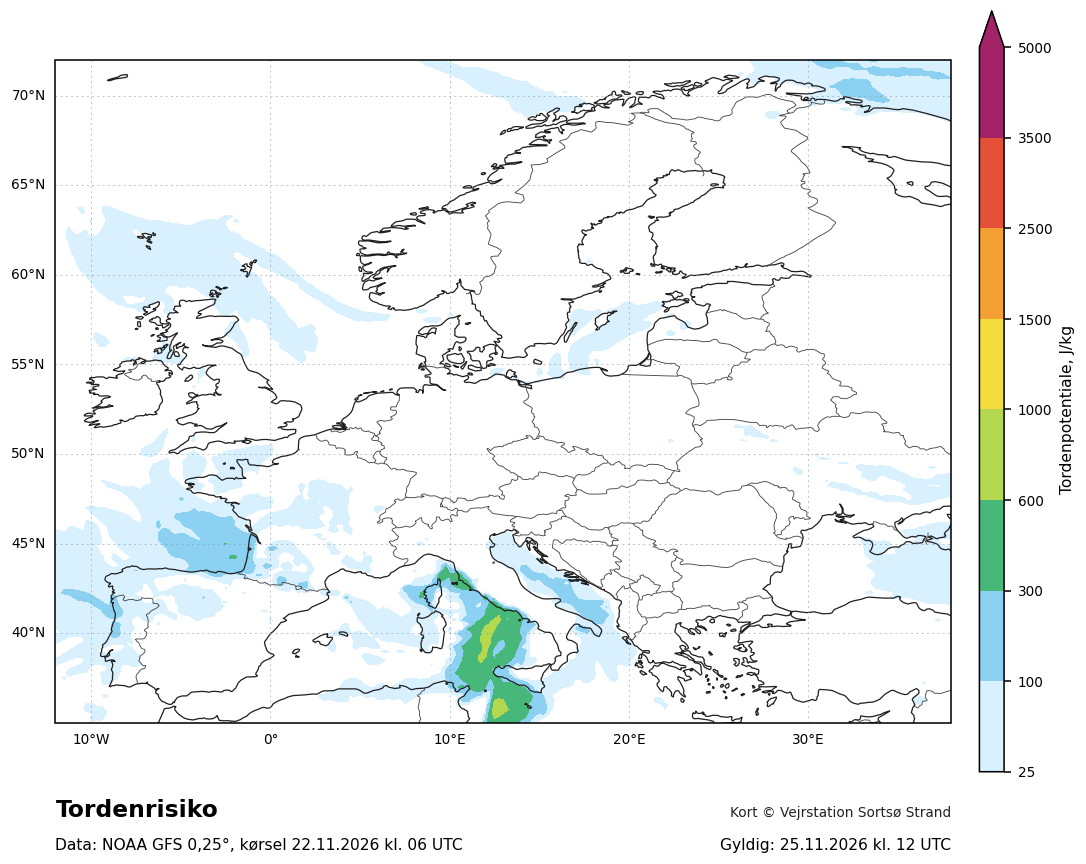 70°N
65°N
60°N
55°N
50°N
45°N
40°N
10°W
0°
10°E
20°E
30°E
5000
3500
2500
1500
1000
600
300
100
25
Tordenpotentiale, J/kg
Tordenrisiko
Kort © Vejrstation Sortsø Strand
Data: NOAA GFS 0,25°, kørsel 22.11.2026 kl. 06 UTC
Gyldig: 25.11.2026 kl. 12 UTC